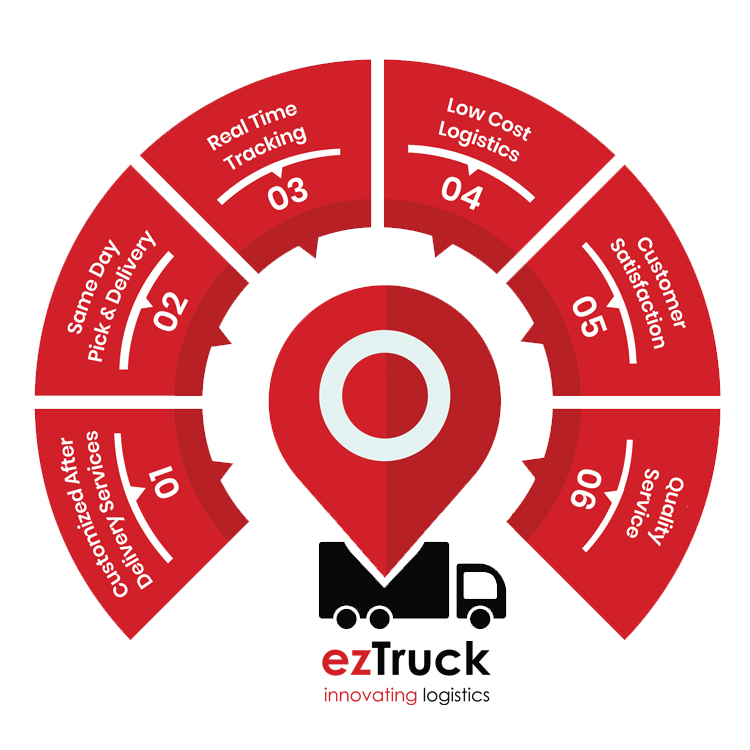 Customized After
Delivery Services
01
Same Day
Pick & Delivery
02
Real Time
Tracking
03
Low Cost
Logistics
04
Customer
Satisfaction
05
Quality
Service
06
ezTruck
innovating logistics